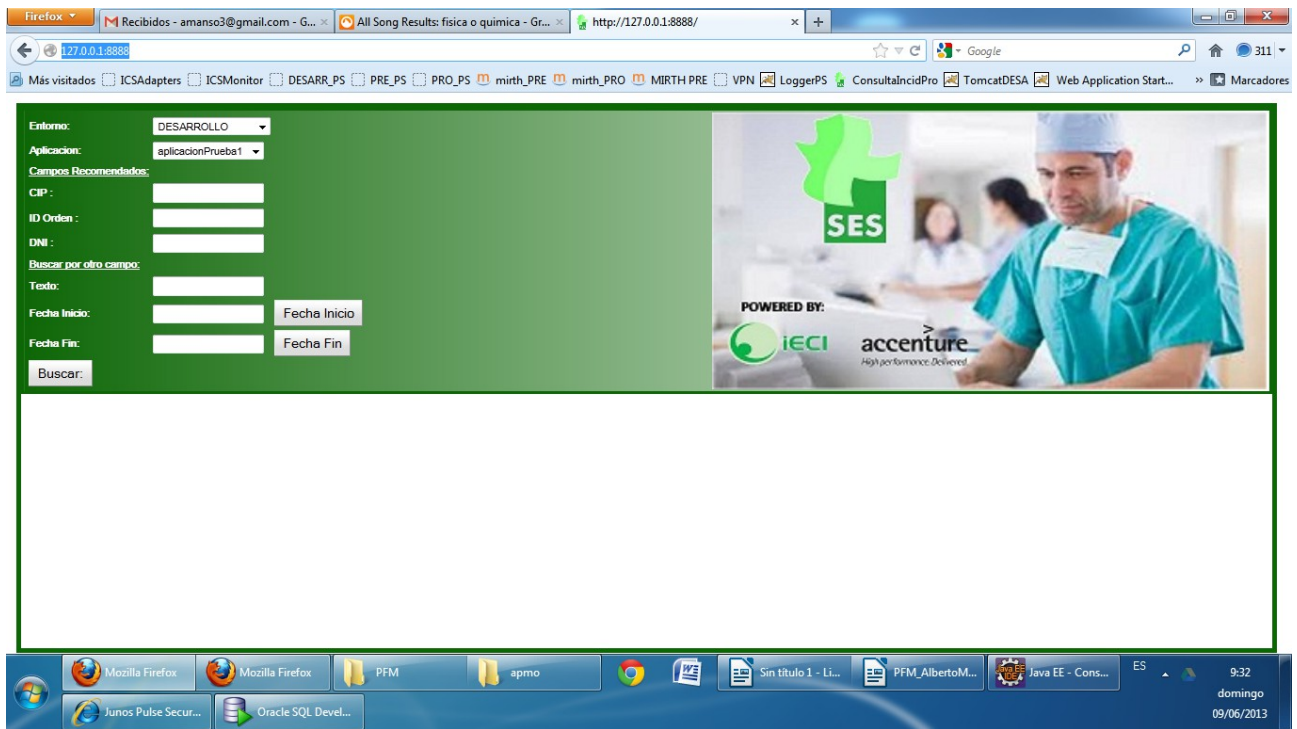 Firefox
Recibidos - amanso3@gmail.com - G...
All Song Results: fisica o quimica - Gr...
http://127.0.0.1:8888/
127.0.0.1:8888
Google
311
Más visitados
ICSAdapters
ICSMonitor
DESARR_PS
PRE_PS
PRO_PS
mirth_PRE
mirth_PRO
MIRTH PRE
VPN
LoggerPS
ConsultaIncidPro
TomcatDESA
Web Application Start...
Marcadores
Entorno:
DESARROLLO
Aplicacion:
aplicacionPrueba1
Campos Recomendados:
CIP :
ID Orden :
DNI :
Buscar por otro campo:
Texto:
Fecha Inicio:
Fecha Inicio
Fecha Fin:
Fecha Fin
Buscar:
SES
POWERED BY:
iECI
accenture
High performance. Delivered
Mozilla Firefox
Mozilla Firefox
PFM
apmo
Sin título 1 - Li...
PFM_AlbertoM...
Java EE - Cons...
ES
9:32
domingo
09/06/2013
Junos Pulse Secur...
Oracle SQL Devel...